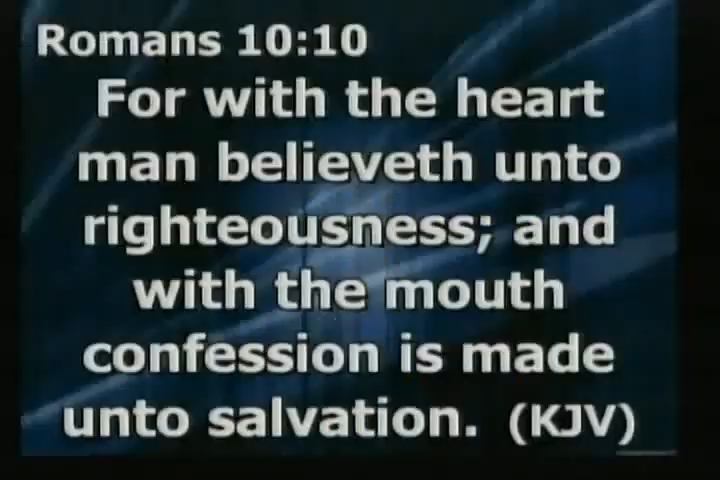 Romans 10:10
For with the heart
man believeth unto
righteousness; and
with the mouth
confession is made
unto salvation. (KJV)